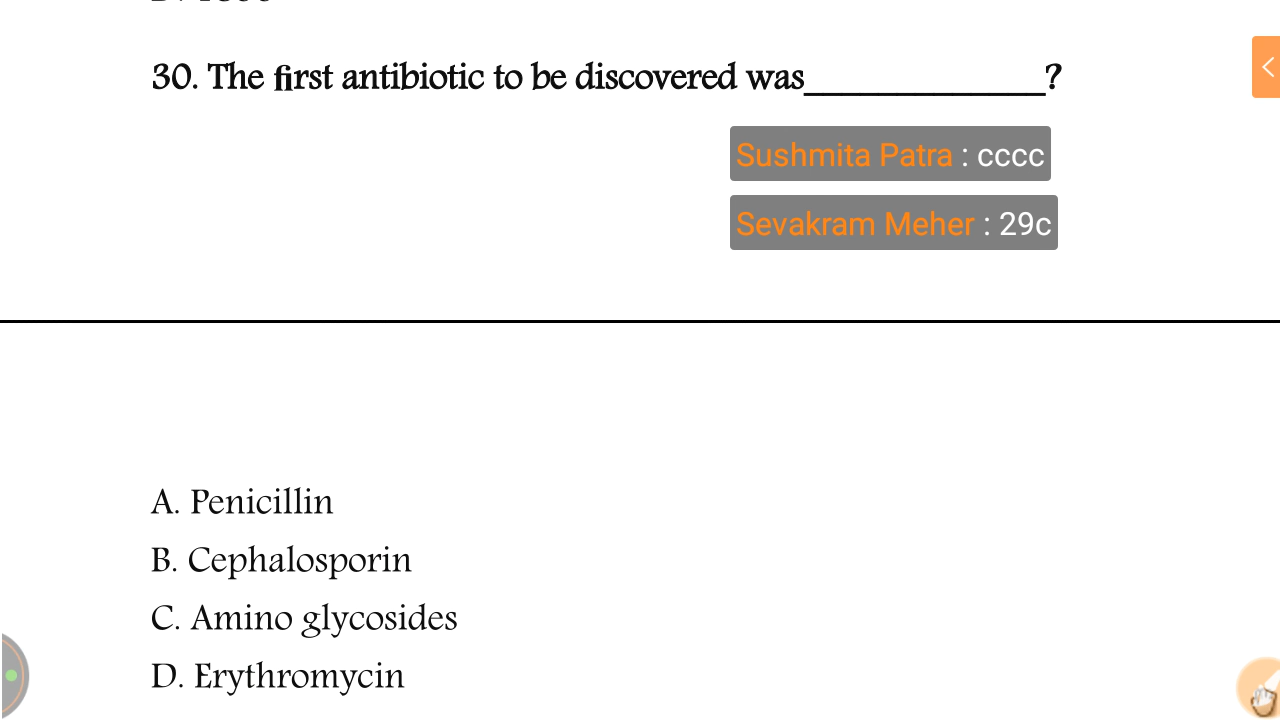 30. The first antibiotic to be discovered was_____________?
Sushmita Patra : cccc
Sevakram Meher : 29c
A. Penicillin
B. Cephalosporin
C. Amino glycosides
D. Erythromycin